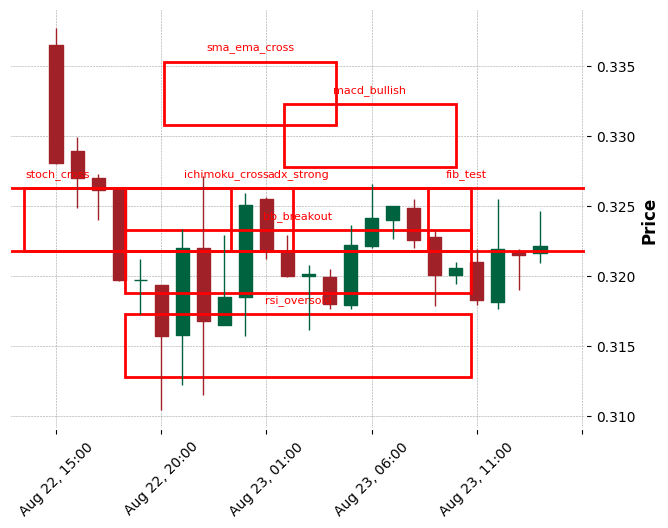 sma_ema_cross
macd_bullish
stoch_cross
ichimoku_cross
adx_strong
fib_test
bb_breakout
rsi_oversold
0.335
0.330
0.325
0.320
0.315
0.310
Price
Aug 22, 15:00
Aug 22, 20:00
Aug 23, 01:00
Aug 23, 06:00
Aug 23, 11:00